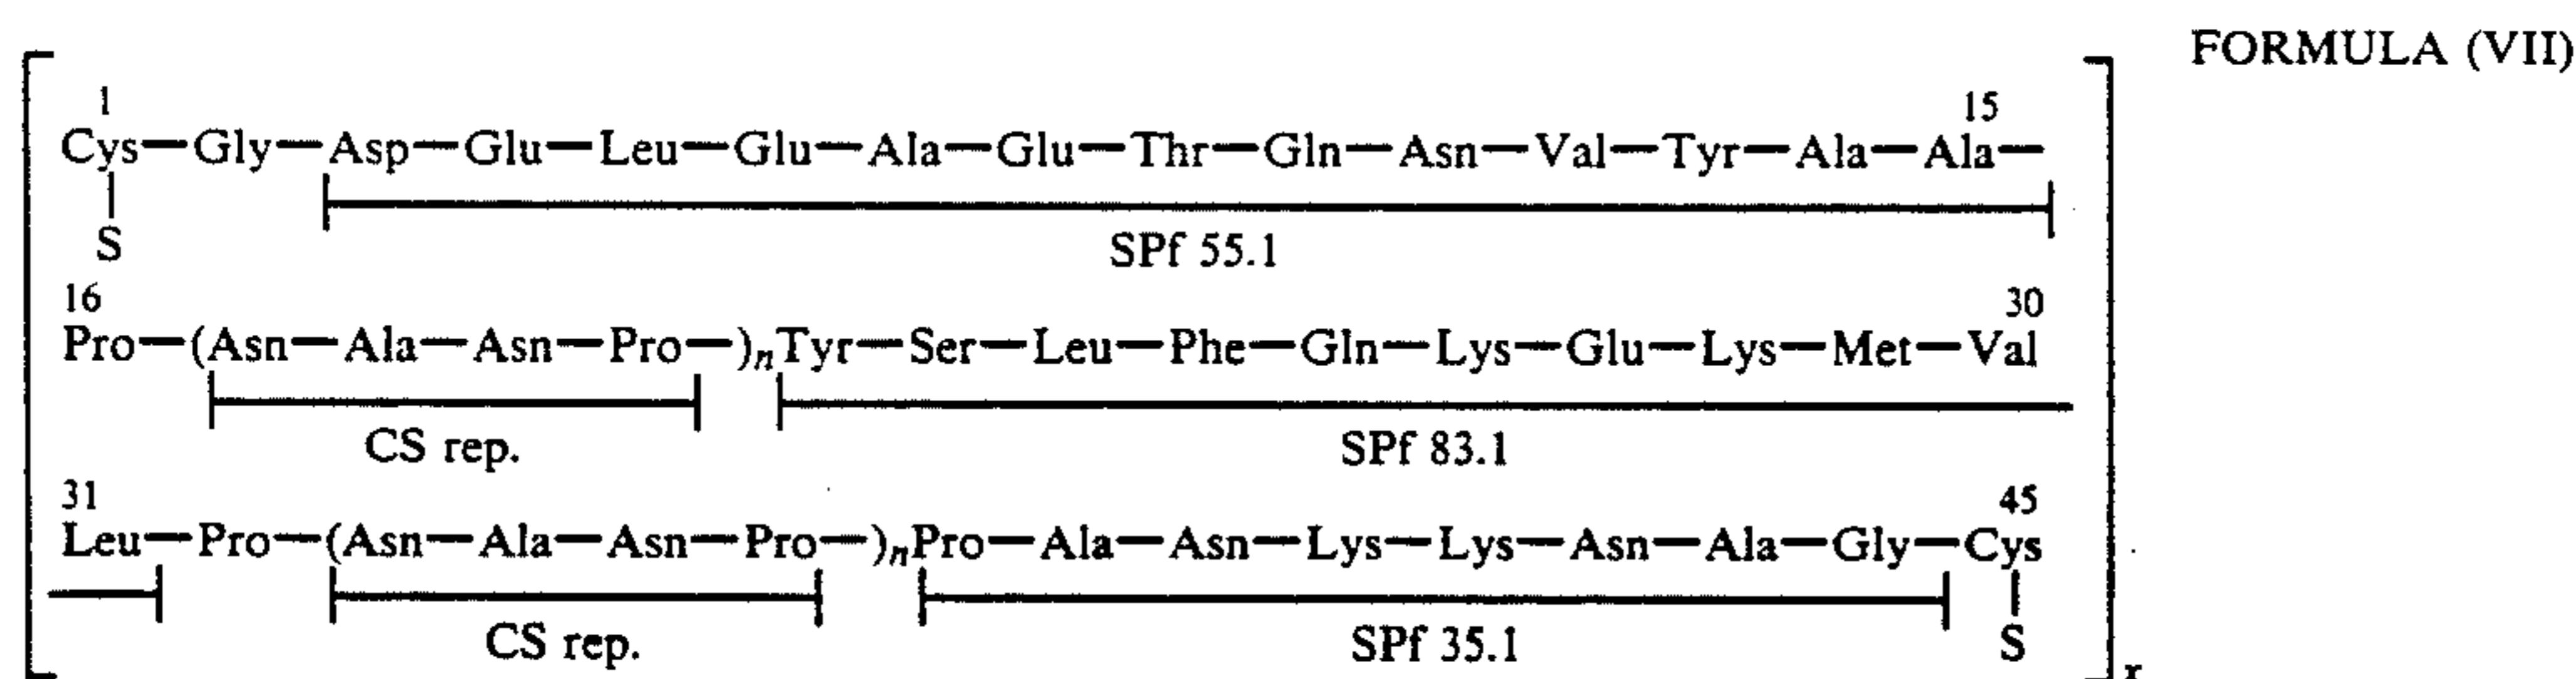 FORMULA (VII)
1 15
Cys—Gly—Asp—Glu—Leu—Glu—Ala—Glu—Thr—Gln—Asn—Val—Tyr—Ala—Ala—
S
SPf 55.1
16 30
Pro—(Asn—Ala—Asn—Pro—)nTyr—Ser—Leu—Phe—Gln—Lys—Glu—Lys—Met—Val
CS rep. SPf 83.1
31 45
Leu—Pro—(Asn—Ala—Asn—Pro—)nPro—Ala—Asn—Lys—Lys—Asn—Ala—Gly—Cys
S
CS rep. SPf 35.1